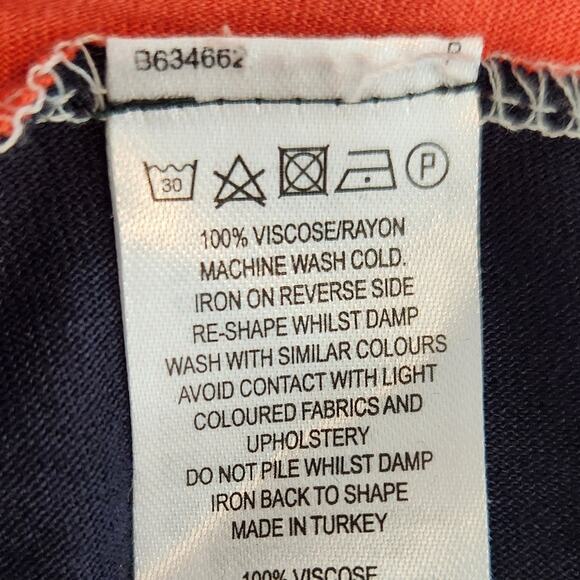 B634662
P
30
P
100% VISCOSE/RAYON
MACHINE WASH COLD.
IRON ON REVERSE SIDE
RE-SHAPE WHILST DAMP
WASH WITH SIMILAR COLOURS
AVOID CONTACT WITH LIGHT
COLOURED FABRICS AND
UPHOLSTERY
DO NOT PILE WHILST DAMP
IRON BACK TO SHAPE
MADE IN TURKEY
100% VISCOSE